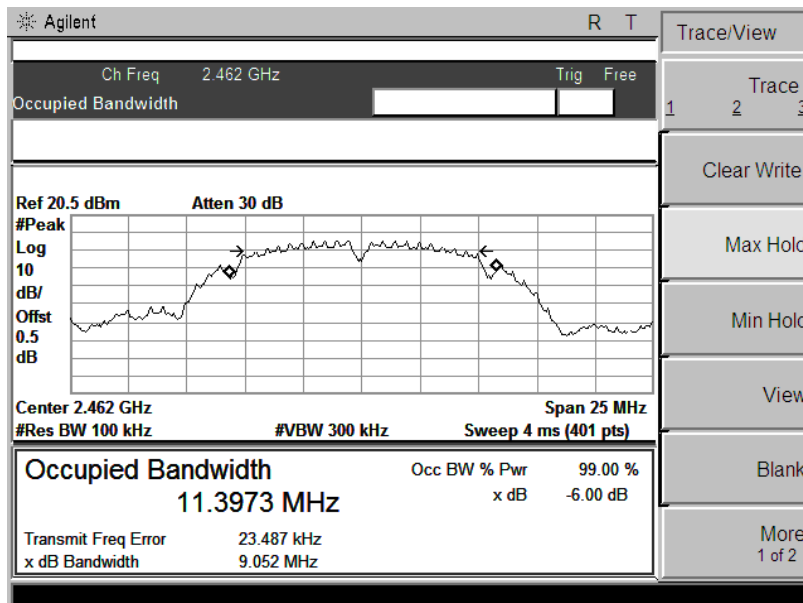 Agilent R T
Trace/View
Ch Freq 2.462 GHz Trig Free
Occupied Bandwidth
Trace
1 2 3
Clear Write
Max Hold
Min Hold
View
Blank
More
1 of 2
Ref 20.5 dBm Atten 30 dB
#Peak
Log
10
dB/
Offst
0.5
dB
Center 2.462 GHz Span 25 MHz
#Res BW 100 kHz #VBW 300 kHz Sweep 4 ms (401 pts)
Occupied Bandwidth Occ BW % Pwr 99.00 %
11.3973 MHz x dB -6.00 dB
Transmit Freq Error 23.487 kHz
x dB Bandwidth 9.052 MHz